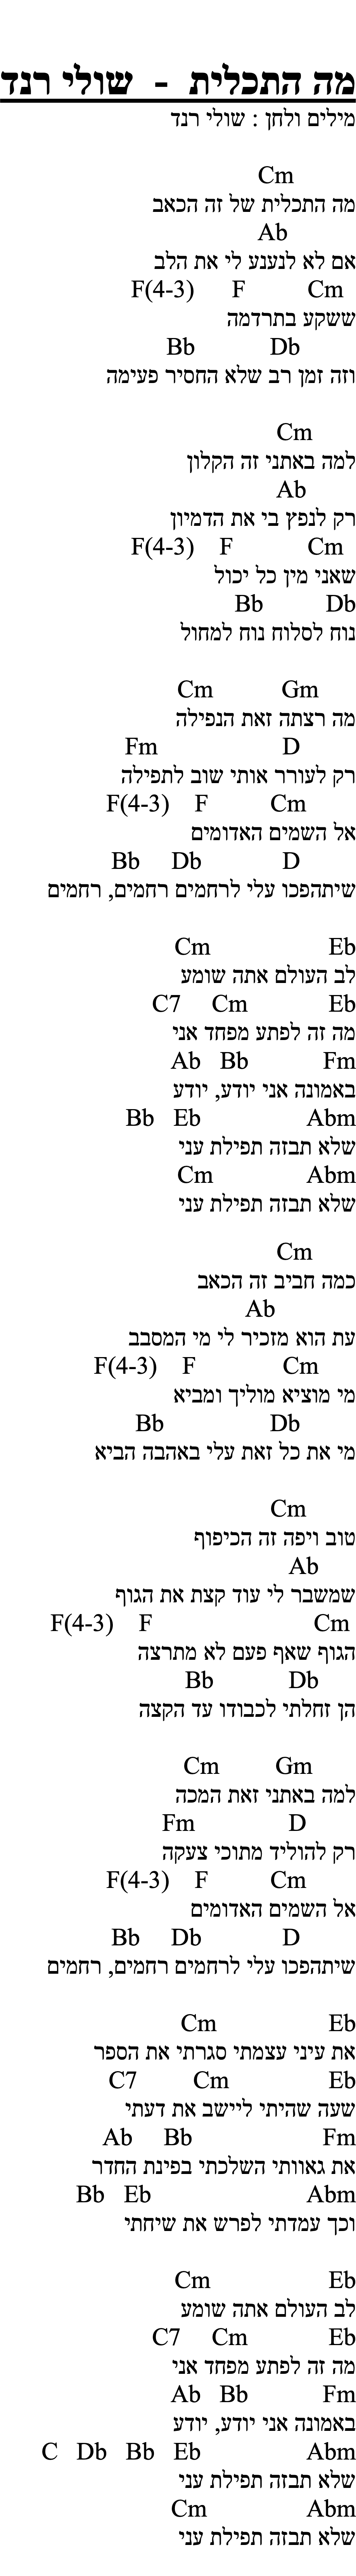 מה התכלית - שולי רנד
מילים ולחן : שולי רנד
Cm
מה התכלית של זה הכאב
Ab
אם לא לנענע לי את הלב
F(4-3) F Cm
ששקע בתרדמה
Bb Db
וזה זמן רב שלא החסיר פעימה
Cm
למה באתני זה הקלון
Ab
רק לנפץ בי את הדמיון
F(4-3) F Cm
שאני מין כל יכול
Bb Db
נוח לסלוח נוח למחול
Cm Gm
מה רצתה זאת הנפילה
Fm D
רק לעורר אותי שוב לתפילה
F(4-3) F Cm
אל השמים האדומים
Bb Db D
שיתהפכו עלי לרחמים רחמים, רחמים
Cm Eb
לב העולם אתה שומע
C7 Cm Eb
מה זה לפתע מפחד אני
Ab Bb Fm
באמונה אני יודע, יודע
Bb Eb Abm
שלא תבזה תפילת עני
Cm Abm
שלא תבזה תפילת עני
Cm
כמה חביב זה הכאב
Ab
עת הוא מזכיר לי מי המסבב
F(4-3) F Cm
מי מוציא מוליך ומביא
Bb Db
מי את כל זאת עלי באהבה הביא
Cm
טוב ויפה זה הכיפוף
Ab
שמשבר לי עוד קצת את הגוף
F(4-3) F Cm
הגוף שאף פעם לא מתרצה
Bb Db
הן זחלתי לכבודו עד הקצה
Cm Gm
למה באתני זאת המכה
Fm D
רק להוליד מתוכי צעקה
F(4-3) F Cm
אל השמים האדומים
Bb Db D
שיתהפכו עלי לרחמים רחמים, רחמים
Cm Eb
את עיני עצמתי סגרתי את הספר
C7 Cm Eb
שעה שהיתי ליישב את דעתי
Ab Bb Fm
את גאוותי השלכתי בפינת החדר
Bb Eb Abm
וכך עמדתי לפרש את שיחתי
Cm Eb
לב העולם אתה שומע
C7 Cm Eb
מה זה לפתע מפחד אני
Ab Bb Fm
באמונה אני יודע, יודע
C Db Bb Eb Abm
שלא תבזה תפילת עני
Cm Abm
שלא תבזה תפילת עני